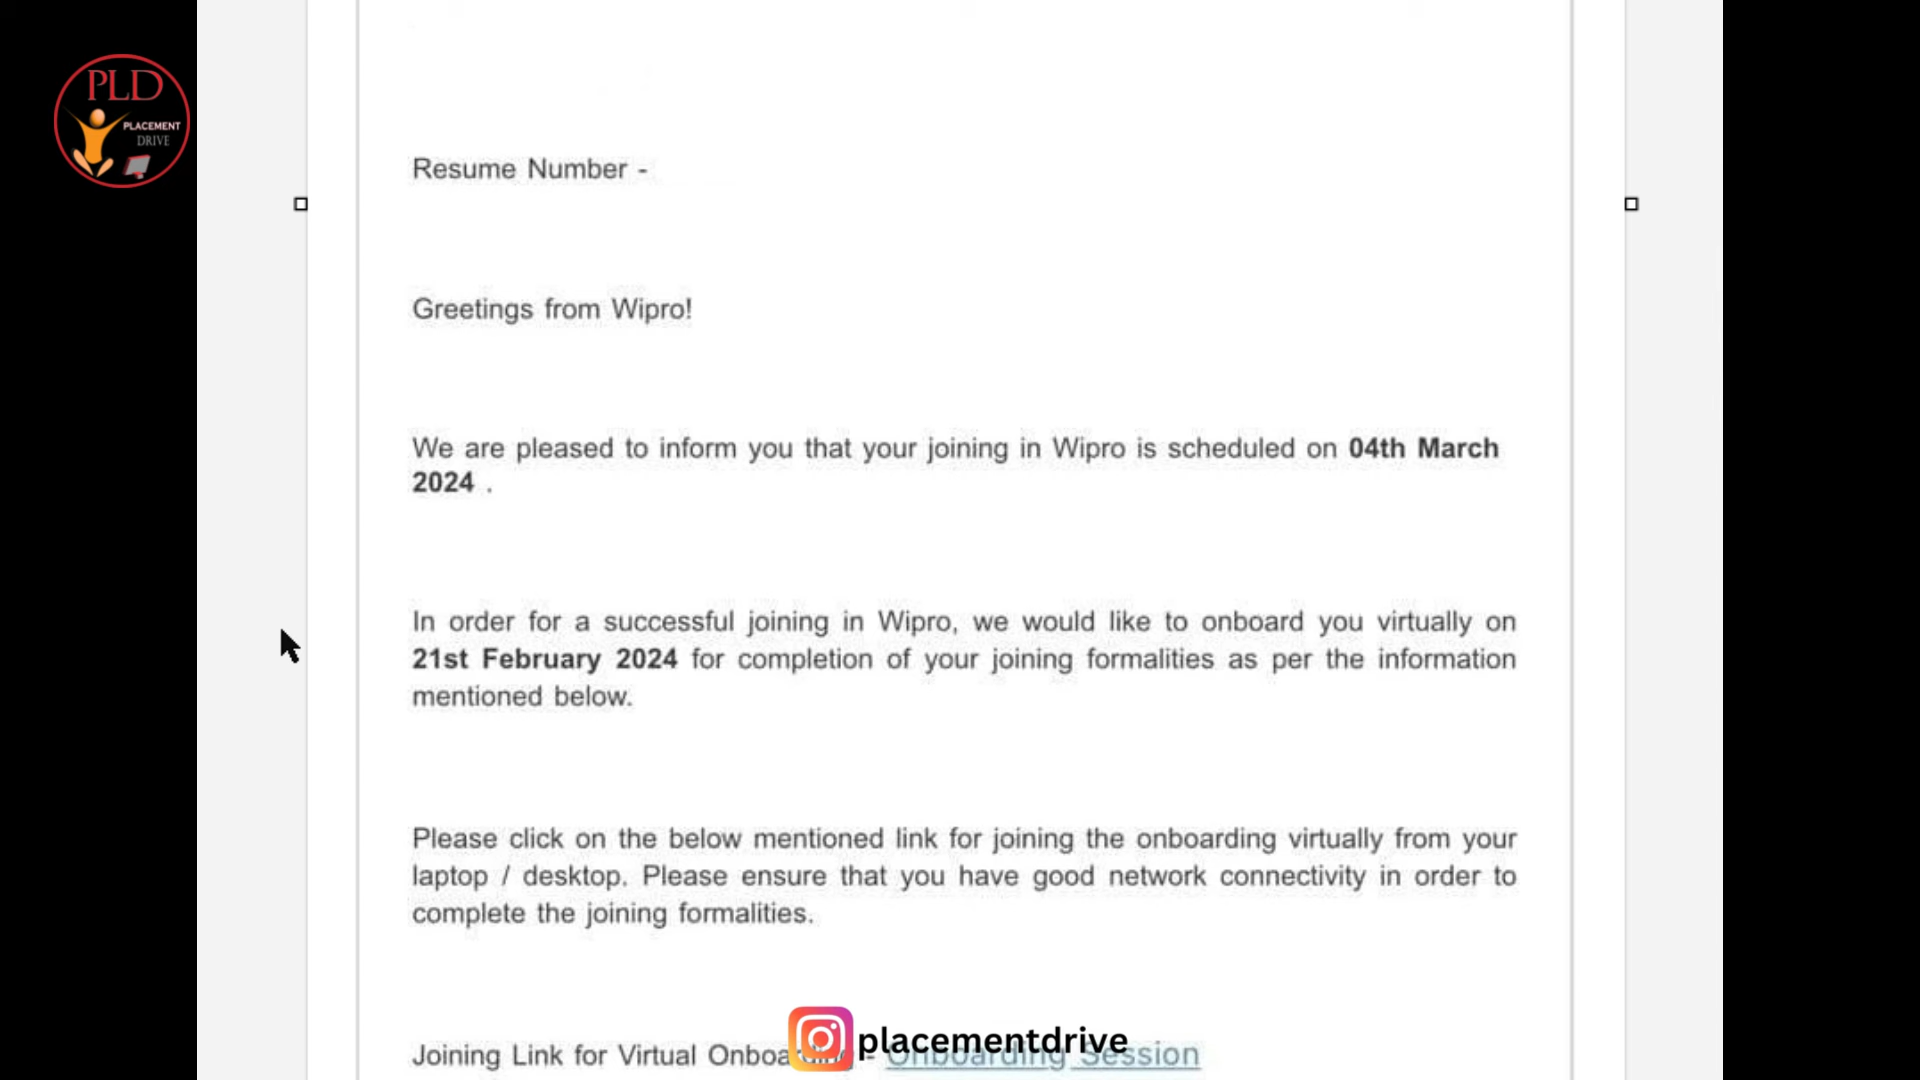 PLD
PLACEMENT
DRIVE
Resume Number -
Greetings from Wipro!
We are pleased to inform you that your joining in Wipro is scheduled on 04th March
2024 .
In order for a successful joining in Wipro, we would like to onboard you virtually on
21st February 2024 for completion of your joining formalities as per the information
mentioned below.
Please click on the below mentioned link for joining the onboarding virtually from your
laptop / desktop. Please ensure that you have good network connectivity in order to
complete the joining formalities.
placementdrive
Joining Link for Virtual - Onboarding Session